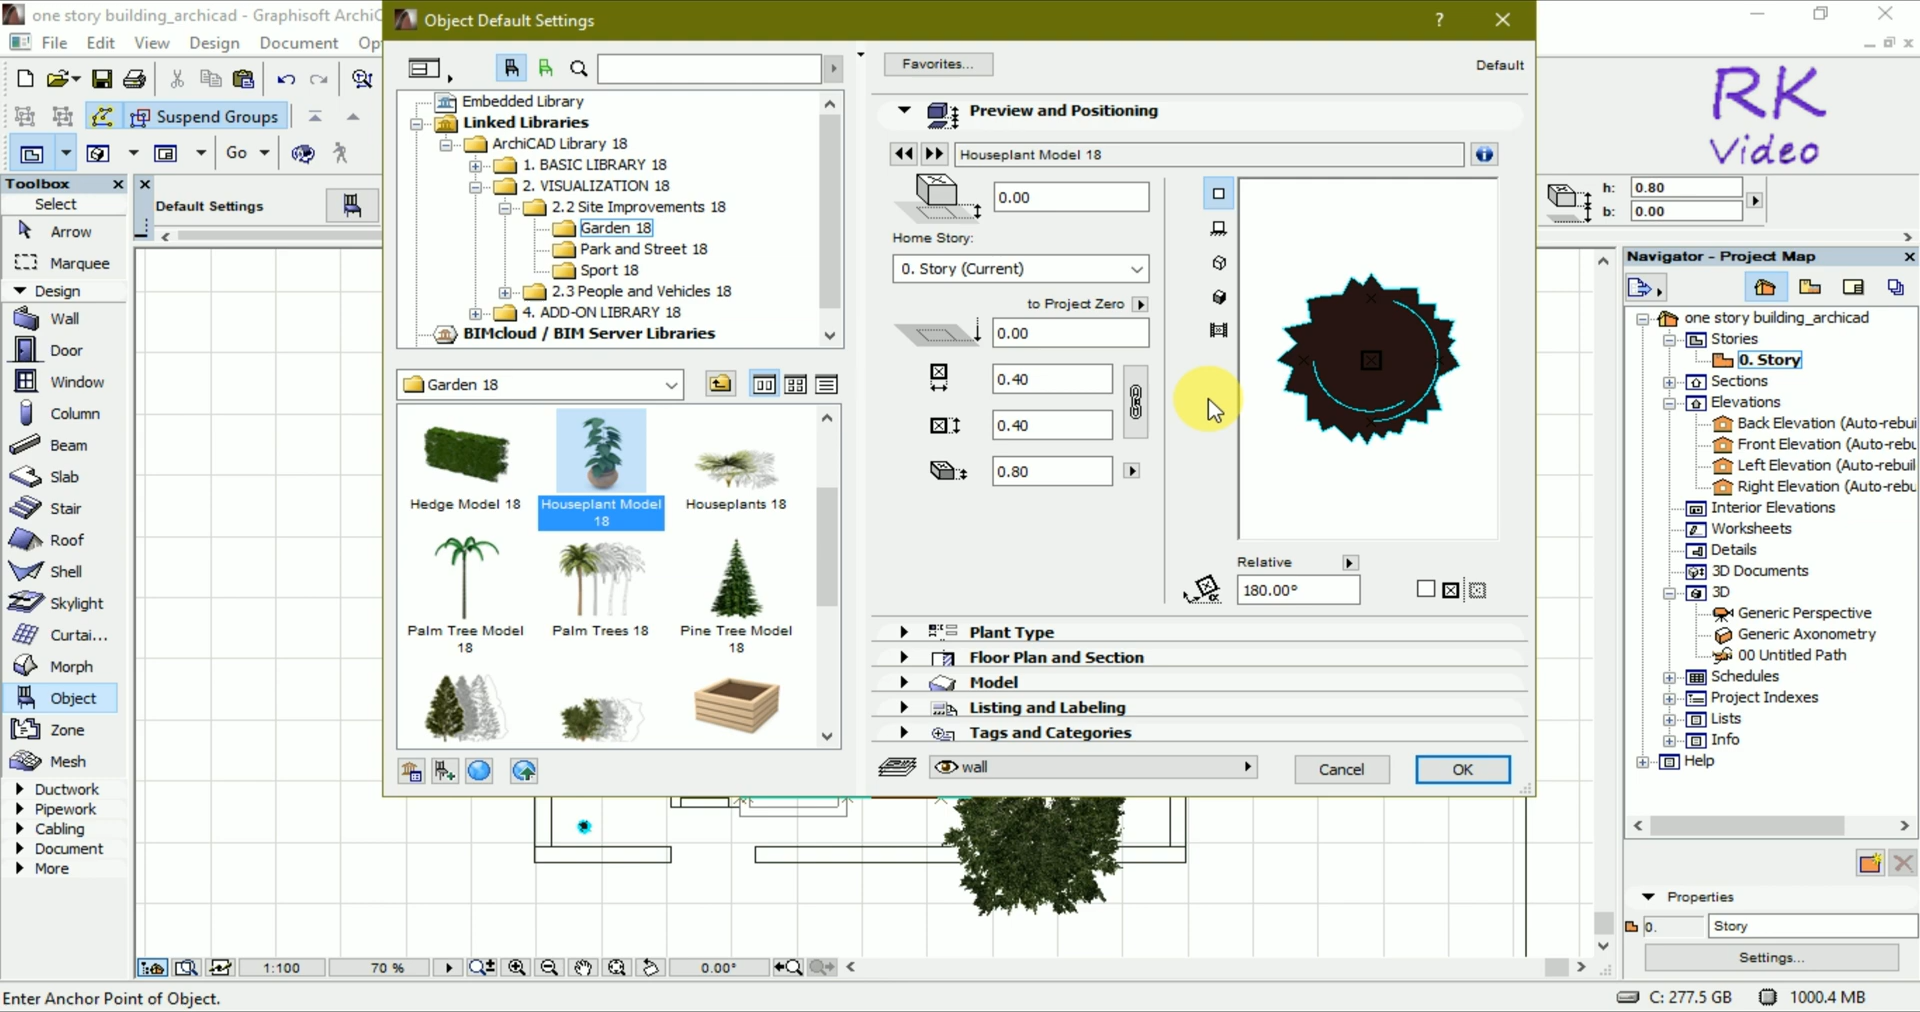 one story building_archicad - Graphisoft ArchiC
Object Default Settings
?
File Edit View Design Document Op
Favorites...
Default
RK
Video
Embedded Library
Linked Libraries
ArchiCAD Library 18
1. BASIC LIBRARY 18
2. VISUALIZATION 18
2.2 Site Improvements 18
Garden 18
Park and Street 18
Sport 18
2.3 People and Vehicles 18
4. ADD-ON LIBRARY 18
BIMcloud / BIM Server Libraries
Preview and Positioning
Houseplant Model 18
0.00
Home Story:
0. Story (Current)
to Project Zero
0.00
0.40
0.40
0.80
Relative
180.00°
Suspend Groups
Go
Toolbox
Select
Arrow
Marquee
Design
Wall
Door
Window
Column
Beam
Slab
Stair
Roof
Shell
Skylight
Curtai...
Morph
Object
Zone
Mesh
Ductwork
Pipework
Cabling
Document
More
Default Settings
Garden 18
Hedge Model 18
Houseplant Model
18
Houseplants 18
Palm Tree Model
18
Palm Trees 18
Pine Tree Model
18
Plant Type
Floor Plan and Section
Model
Listing and Labeling
Tags and Categories
wall
Cancel
OK
h: 0.80
b: 0.00
Navigator - Project Map
one story building_archicad
Stories
0. Story
Sections
Elevations
Back Elevation (Auto-rebui
Front Elevation (Auto-rebu
Left Elevation (Auto-rebuil
Right Elevation (Auto-rebu
Interior Elevations
Worksheets
Details
3D Documents
3D
Generic Perspective
Generic Axonometry
00 Untitled Path
Schedules
Project Indexes
Lists
Info
Help
Properties
0. Story
Settings...
1:100 70 % 0.00°
Enter Anchor Point of Object.
C: 277.5 GB 1000.4 MB